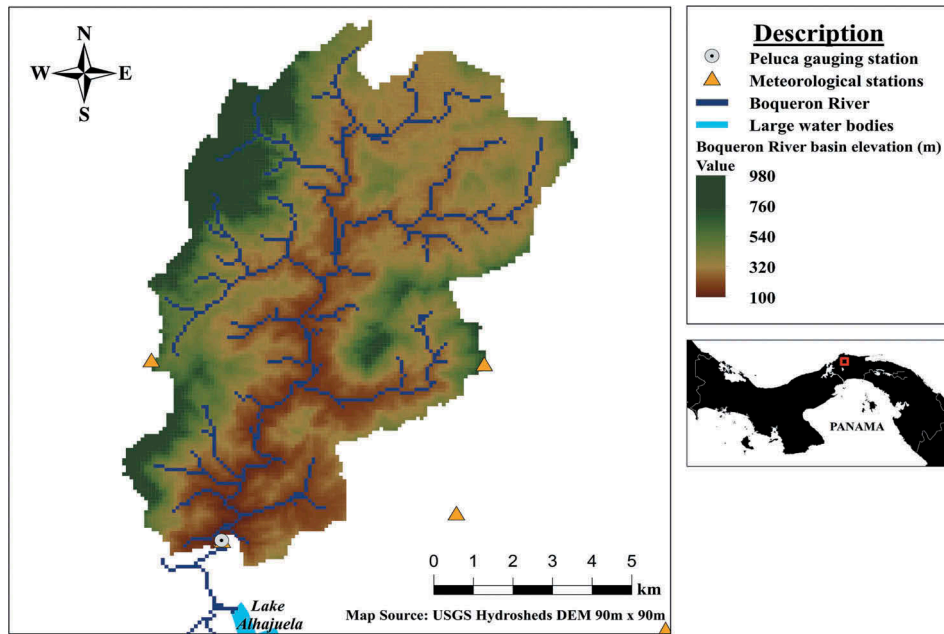 N
W E
S
Lake
Alhajuela
0 1 2 3 4 5
km
Map Source: USGS Hydrosheds DEM 90m x 90m
Description
Peluca gauging station
Meteorological stations
Boqueron River
Large water bodies
Boqueron River basin elevation (m)
Value
980
760
540
320
100
PANAMA